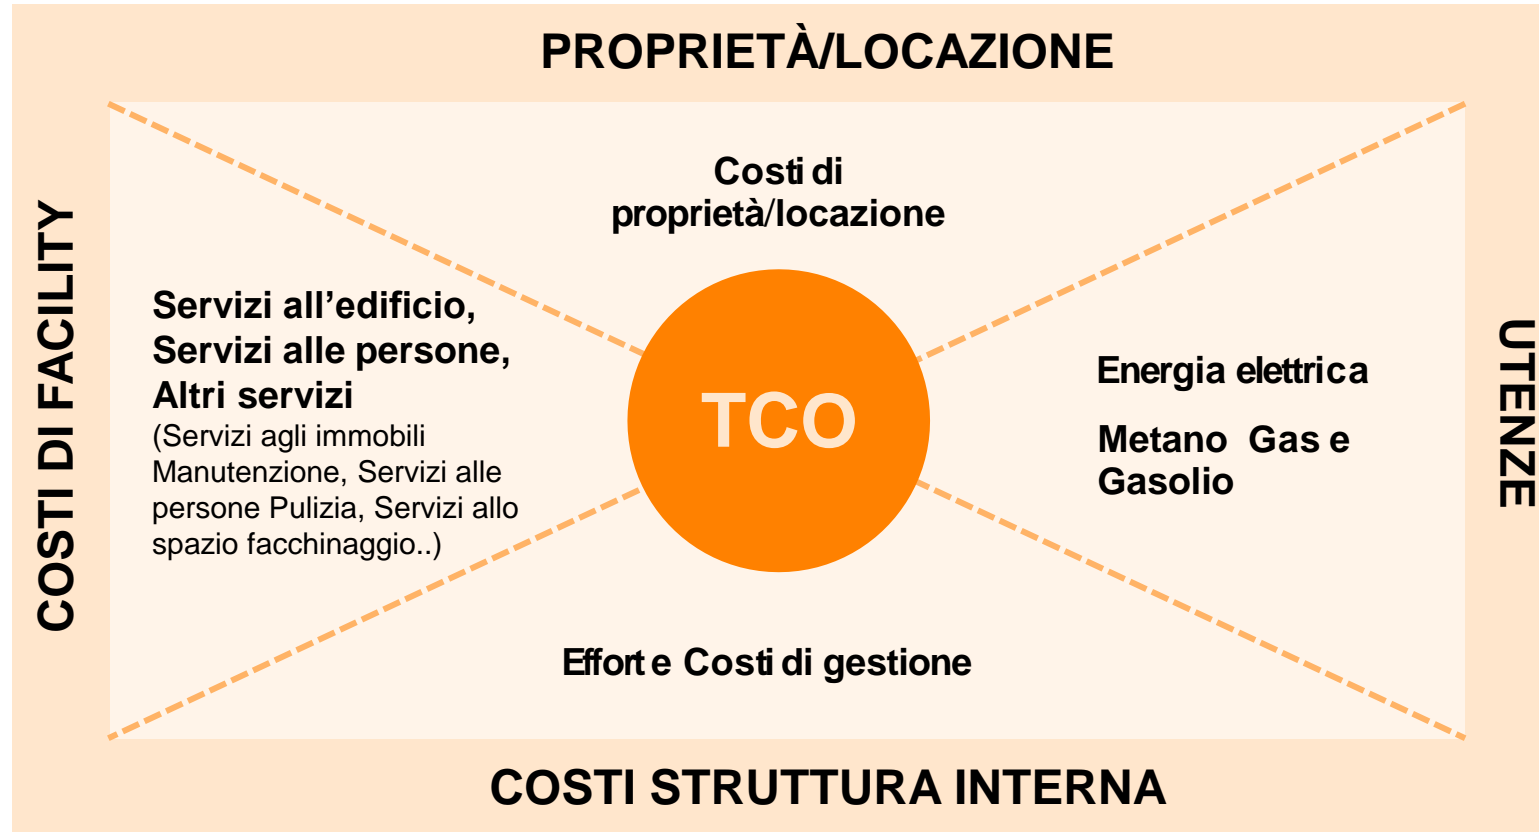 PROPRIETÀ/LOCAZIONE
Costi di
proprietà/locazione
COSTI DI FACILITY
Servizi all’edificio,
Servizi alle persone,
Altri servizi
(Servizi agli immobili
Manutenzione, Servizi alle
persone Pulizia, Servizi allo
spazio facchinaggio..)
TCO
Energia elettrica
Metano Gas e
Gasolio
UTENZE
Effort e Costi di gestione
COSTI STRUTTURA INTERNA